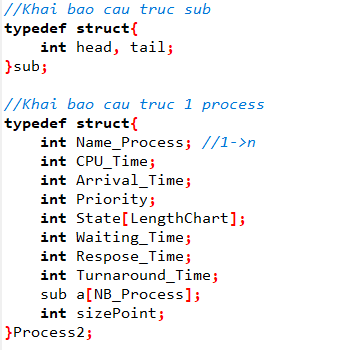 //Khai bao cau truc sub
typedef struct{
int head, tail;
}sub;
//Khai bao cau truc 1 process
typedef struct{
int Name_Process; //1->n
int CPU_Time;
int Arrival_Time;
int Priority;
int State[LengthChart];
int Waiting_Time;
int Respose_Time;
int Turnaround_Time;
sub a[NB_Process];
int sizePoint;
}Process2;